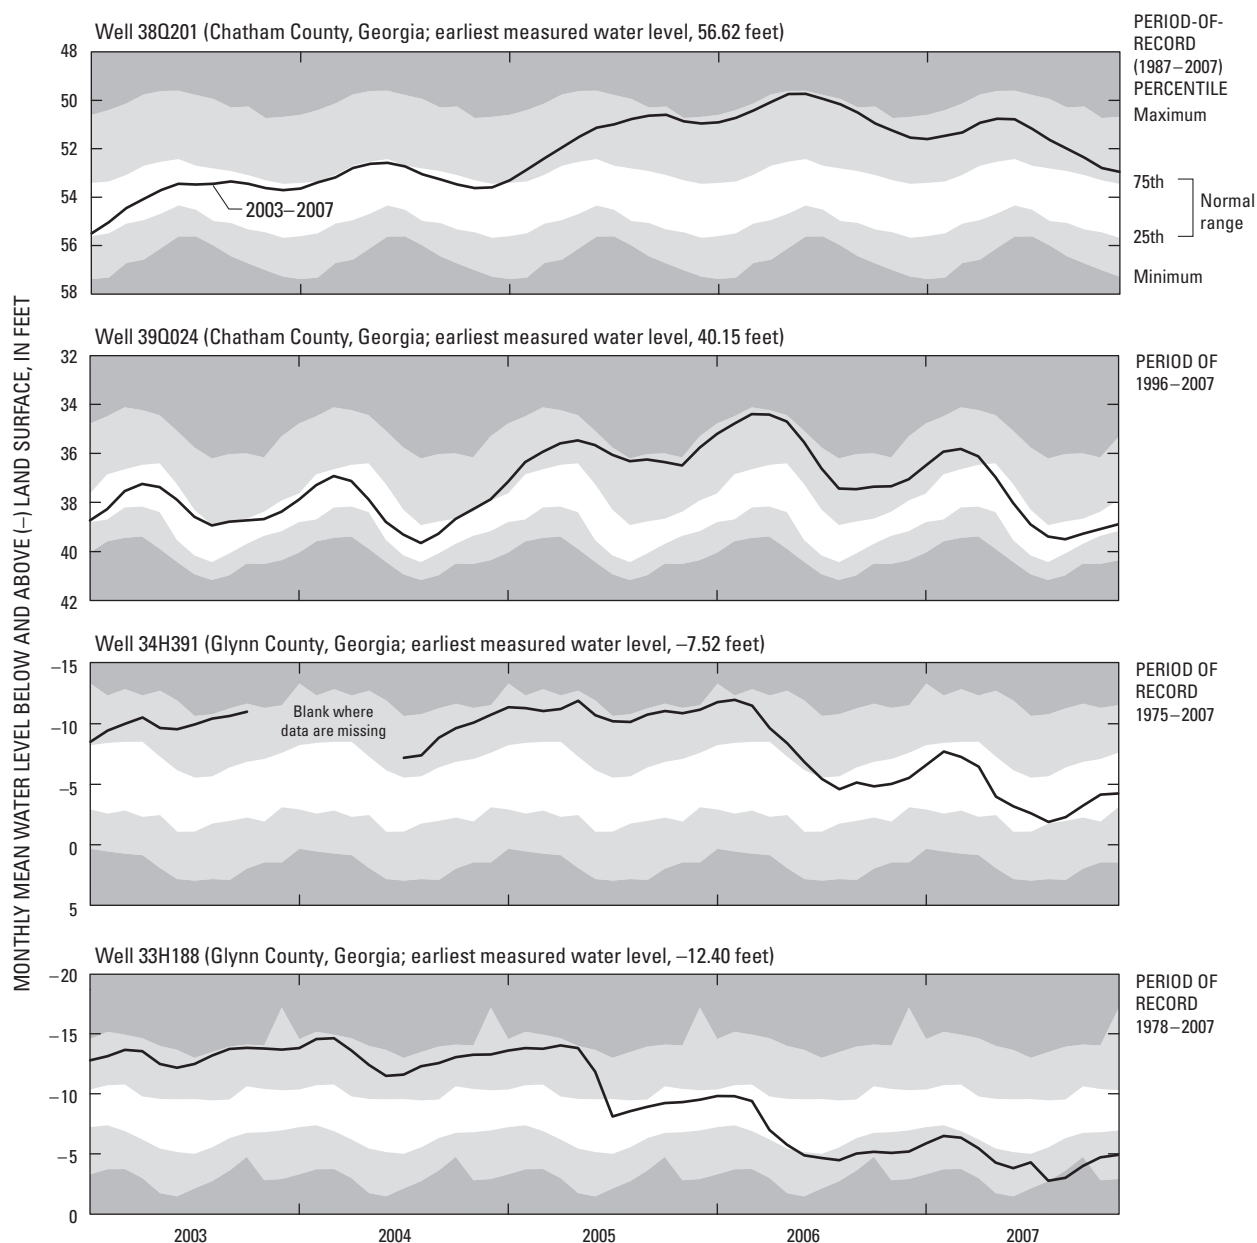 Well 38Q201 (Chatham County, Georgia; earliest measured water level, 56.62 feet)
48
50
52
54
56
58
2003–2007
PERIOD-OF-
RECORD
(1987–2007)
PERCENTILE
Maximum
75th
Normal
range
25th
Minimum
MONTHLY MEAN WATER LEVEL BELOW AND ABOVE (–) LAND SURFACE, IN FEET
Well 39Q024 (Chatham County, Georgia; earliest measured water level, 40.15 feet)
32
34
36
38
40
42
PERIOD OF
1996–2007
Well 34H391 (Glynn County, Georgia; earliest measured water level, –7.52 feet)
–15
–10
–5
0
5
Blank where
data are missing
PERIOD OF
RECORD
1975–2007
Well 33H188 (Glynn County, Georgia; earliest measured water level, –12.40 feet)
–20
–15
–10
–5
0
PERIOD OF
RECORD
1978–2007
2003
2004
2005
2006
2007